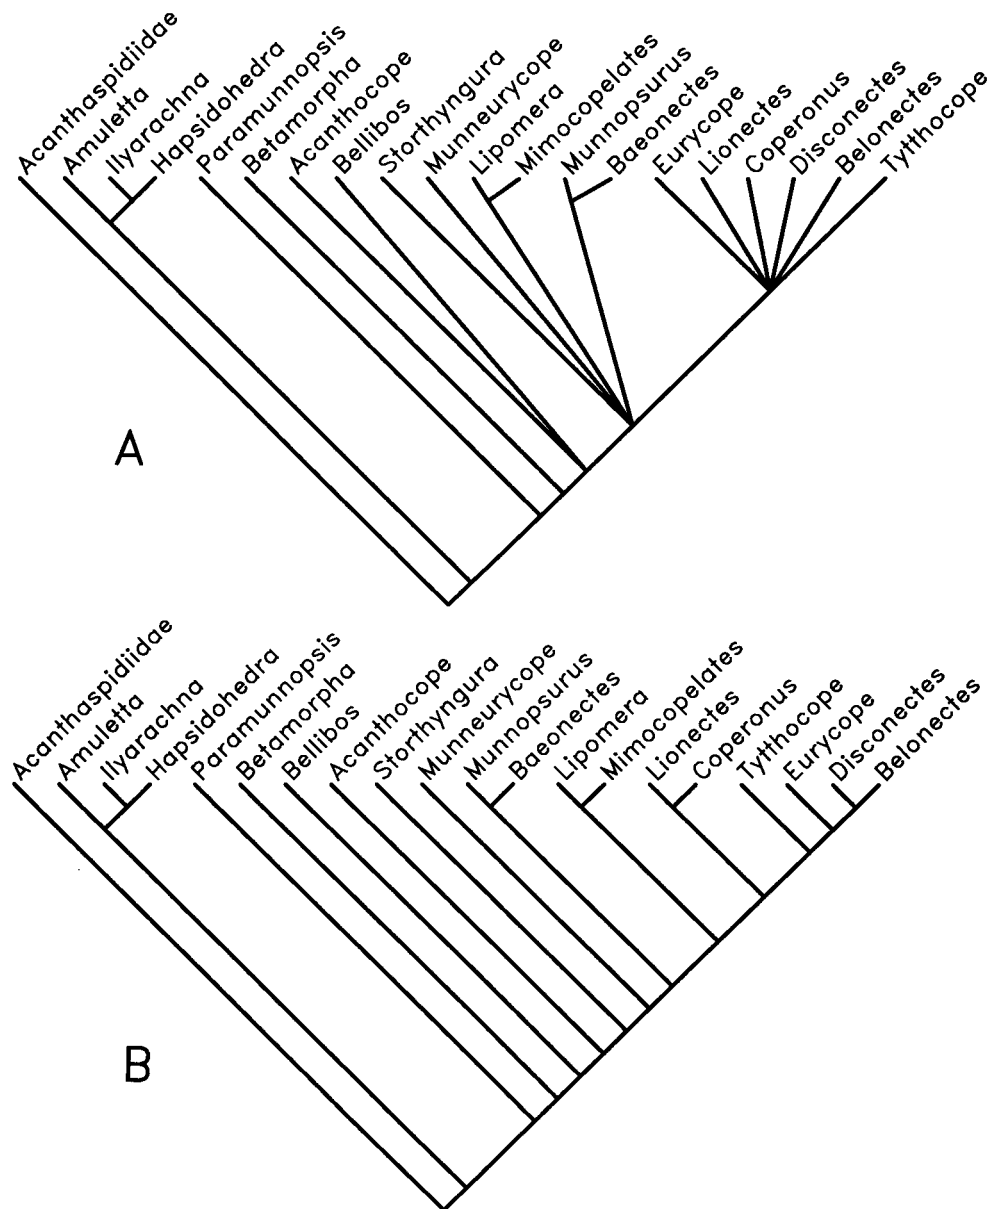 Acanthaspidiidae
Amuletta
Ilyarachna
Hapsidohedra
Paramunnopsis
Betamorpha
Acanthocope
Bellibos
Storthyngura
Munneurycope
Lipomera
Mimocopelates
Munnopsurus
Baeonectes
Eurycope
Lionectes
Coperonus
Disconectes
Belonectes
Tytthocope
A
Acanthaspidiidae
Amuletta
Ilyarachna
Hapsidohedra
Paramunnopsis
Betamorpha
Bellibos
Acanthocope
Storthyngura
Munneurycope
Munnopsurus
Baeonectes
Lipomera
Mimocopelates
Lionectes
Coperonus
Tytthocope
Eurycope
Disconectes
Belonectes
B